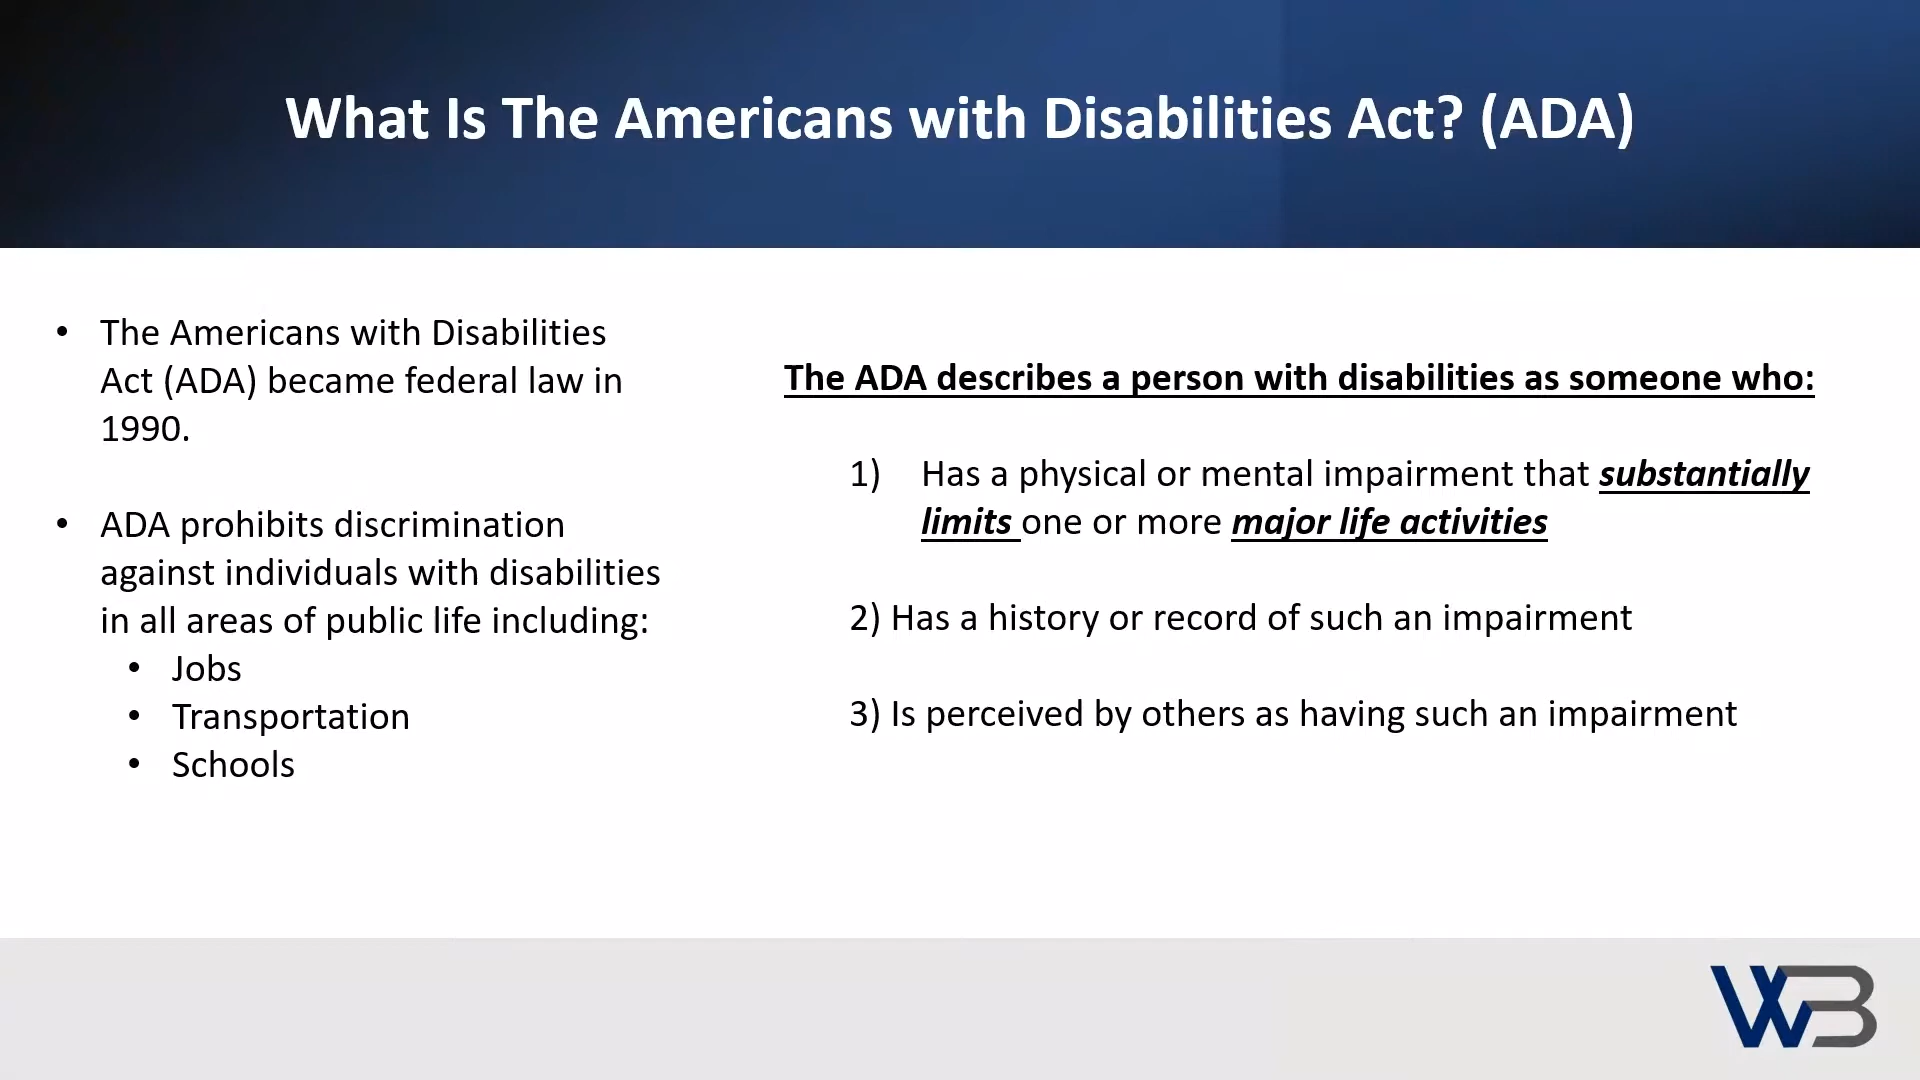 What Is The Americans with Disabilities Act? (ADA)
• The Americans with Disabilities
Act (ADA) became federal law in
1990.
• ADA prohibits discrimination
against individuals with disabilities
in all areas of public life including:
• Jobs
• Transportation
• Schools
The ADA describes a person with disabilities as someone who:
1) Has a physical or mental impairment that substantially
limits one or more major life activities
2) Has a history or record of such an impairment
3) Is perceived by others as having such an impairment
WB